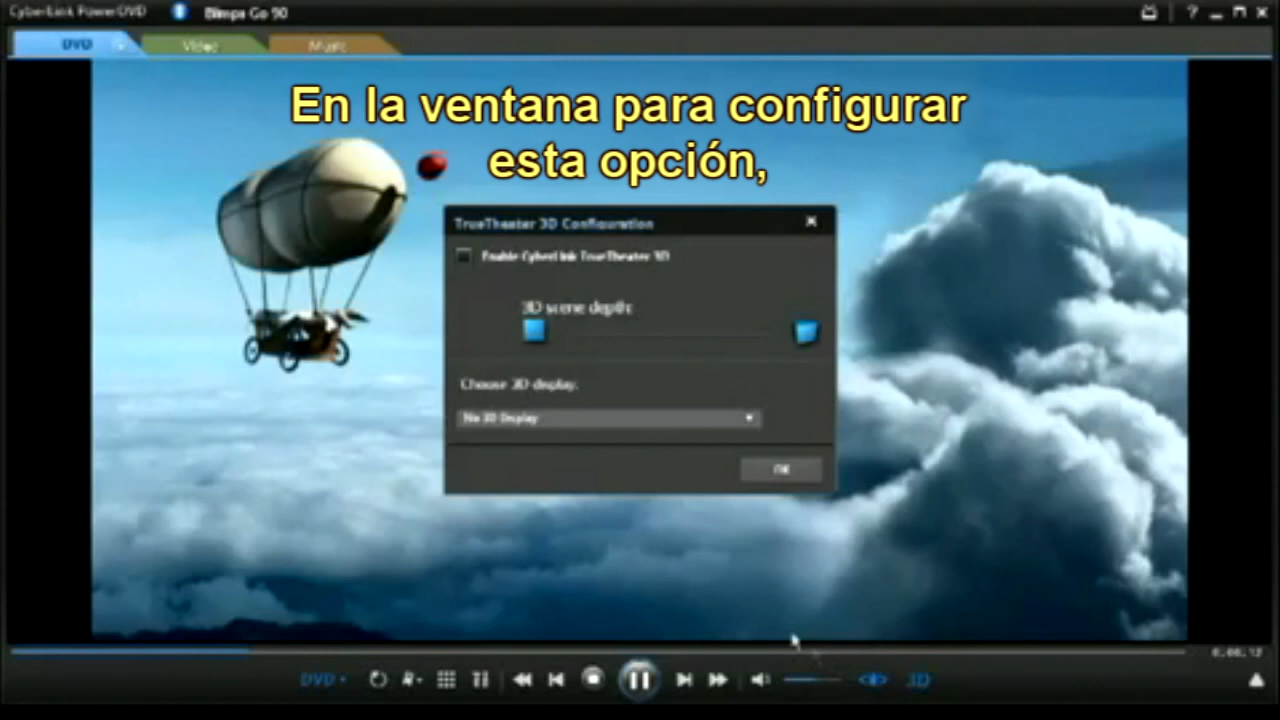 CyberLink PowerDVD
Blimps Go 90
DVD
Video
Music
En la ventana para configurar
esta opción,
TrueTheater 3D Configuration
Enable CyberLink TrueTheater 3D
3D scene depth:
Choose 3D display:
No 3D Display
OK
DVD
3D